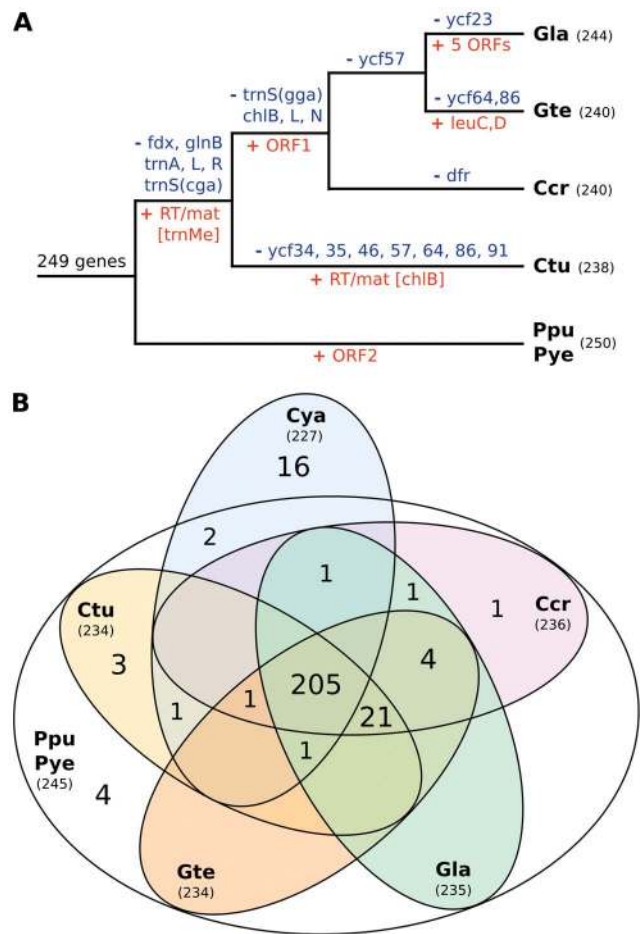 A
- ycf23
Gla (244)
+ 5 ORFs
- ycf57
- ycf64,86
Gte (240)
+ leuC,D
- trnS(gga)
chlB, L, N
+ ORF1
- dfr
Ccr (240)
- fdx, glnB
trnA, L, R
trnS(cga)
+ RT/mat
[trnMe]
- ycf34, 35, 46, 57, 64, 86, 91
Ctu (238)
+ RT/mat [chlB]
249 genes
Ppu
Pye (250)
+ ORF2
B
Cya
(227)
16
2
1
1
1
Ccr
(236)
Ctu
(234)
3
4
205
1
1
21
1
Ppu
Pye
(245)
4
Gte
(234)
Gla
(235)